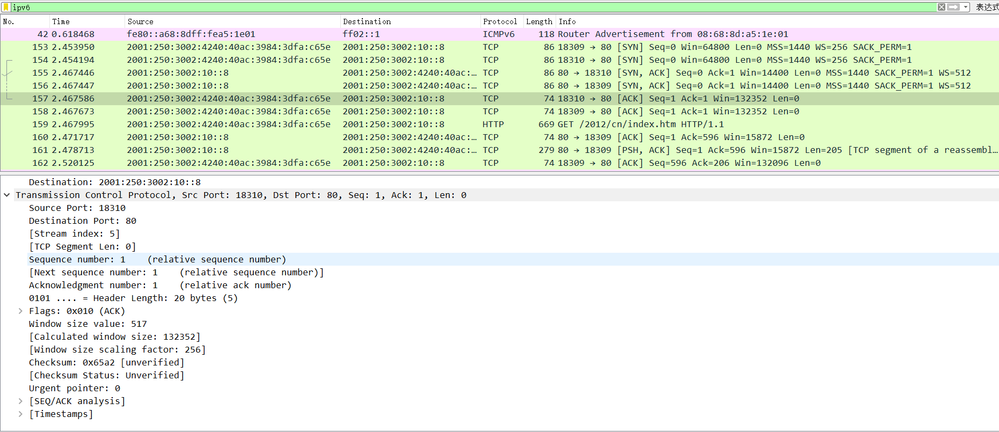 ipv6 表达式
No. Time Source Destination Protocol Length Info
42 0.618468 fe80::a68:8dff:fea5:1e01 ff02::1 ICMPv6 118 Router Advertisement from 08:68:8d:a5:1e:01
153 2.453950 2001:250:3002:4240:40ac:3984:3dfa:c65e 2001:250:3002:10::8 TCP 86 18309 → 80 [SYN] Seq=0 Win=64800 Len=0 MSS=1440 WS=256 SACK_PERM=1
154 2.454194 2001:250:3002:4240:40ac:3984:3dfa:c65e 2001:250:3002:10::8 TCP 86 18310 → 80 [SYN] Seq=0 Win=64800 Len=0 MSS=1440 WS=256 SACK_PERM=1
155 2.467446 2001:250:3002:10::8 2001:250:3002:4240:40ac:… TCP 86 80 → 18310 [SYN, ACK] Seq=0 Ack=1 Win=14400 Len=0 MSS=1440 SACK_PERM=1 WS=512
156 2.467447 2001:250:3002:10::8 2001:250:3002:4240:40ac:… TCP 86 80 → 18309 [SYN, ACK] Seq=0 Ack=1 Win=14400 Len=0 MSS=1440 SACK_PERM=1 WS=512
157 2.467586 2001:250:3002:4240:40ac:3984:3dfa:c65e 2001:250:3002:10::8 TCP 74 18310 → 80 [ACK] Seq=1 Ack=1 Win=132352 Len=0
158 2.467673 2001:250:3002:4240:40ac:3984:3dfa:c65e 2001:250:3002:10::8 TCP 74 18309 → 80 [ACK] Seq=1 Ack=1 Win=132352 Len=0
159 2.467995 2001:250:3002:4240:40ac:3984:3dfa:c65e 2001:250:3002:10::8 HTTP 669 GET /2012/cn/index.htm HTTP/1.1
160 2.471717 2001:250:3002:10::8 2001:250:3002:4240:40ac:… TCP 74 80 → 18309 [ACK] Seq=1 Ack=596 Win=15872 Len=0
161 2.478713 2001:250:3002:10::8 2001:250:3002:4240:40ac:… TCP 279 80 → 18309 [PSH, ACK] Seq=1 Ack=596 Win=15872 Len=205 [TCP segment of a reassembl…
162 2.520125 2001:250:3002:4240:40ac:3984:3dfa:c65e 2001:250:3002:10::8 TCP 74 18309 → 80 [ACK] Seq=596 Ack=206 Win=132096 Len=0
Destination: 2001:250:3002:10::8
Transmission Control Protocol, Src Port: 18310, Dst Port: 80, Seq: 1, Ack: 1, Len: 0
Source Port: 18310
Destination Port: 80
[Stream index: 5]
[TCP Segment Len: 0]
Sequence number: 1 (relative sequence number)
[Next sequence number: 1 (relative sequence number)]
Acknowledgment number: 1 (relative ack number)
0101 .... = Header Length: 20 bytes (5)
Flags: 0x010 (ACK)
Window size value: 517
[Calculated window size: 132352]
[Window size scaling factor: 256]
Checksum: 0x65a2 [unverified]
[Checksum Status: Unverified]
Urgent pointer: 0
[SEQ/ACK analysis]
[Timestamps]